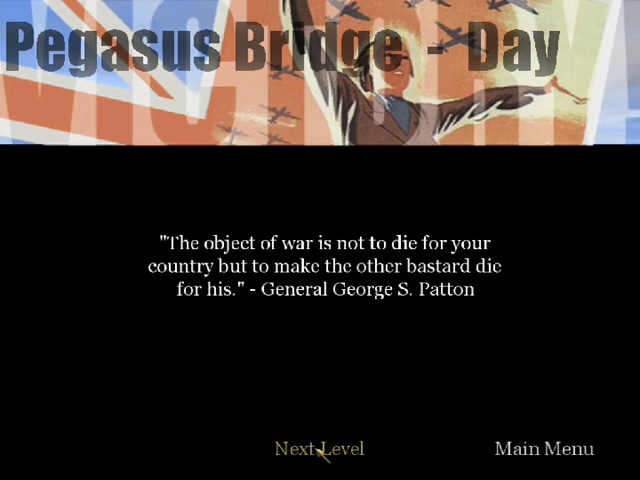 Pegasus Bridge - Day
VICTORY
"The object of war is not to die for your
country but to make the other bastard die
for his." - General George S. Patton
Next Level
Main Menu